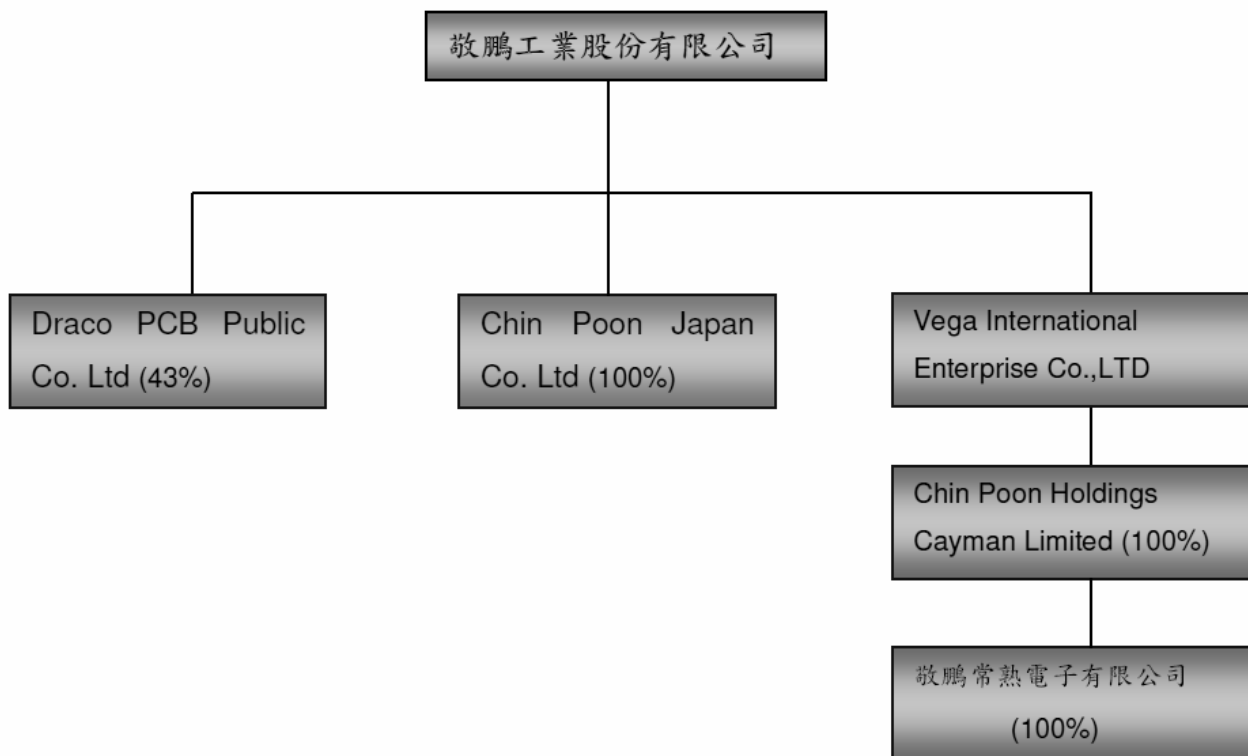 敬鵬工業股份有限公司
Draco PCB Public
Co. Ltd (43%)
Chin Poon Japan
Co. Ltd (100%)
Vega International
Enterprise Co.,LTD
Chin Poon Holdings
Cayman Limited (100%)
敬鵬常熟電子有限公司
(100%)